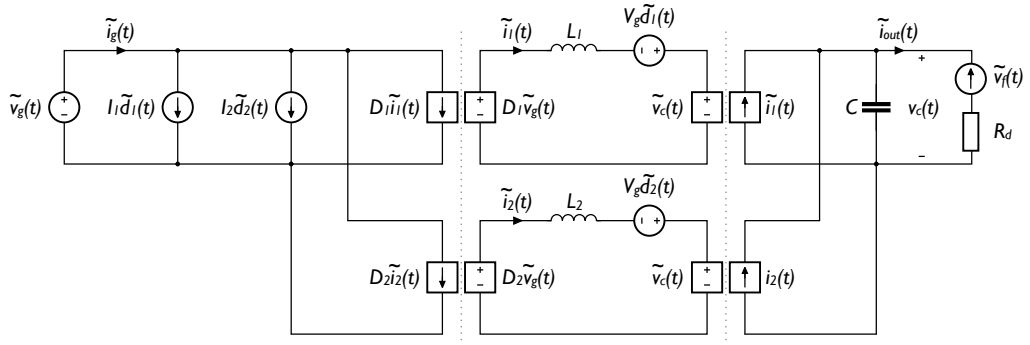 ĩg(t)
ĩ1(t)
L1
Vgd̃1(t)
ĩout(t)
ṽg(t)
+
−
I1d̃1(t)
I2d̃2(t)
D1ĩ1(t)
+
−
D1ṽg(t)
ṽc(t)
+
−
ĩ1(t)
C
+
vc(t)
−
ṽf(t)
Rd
ĩ2(t)
L2
Vgd̃2(t)
D2ĩ2(t)
+
−
D2ṽg(t)
ṽc(t)
+
−
i2(t)